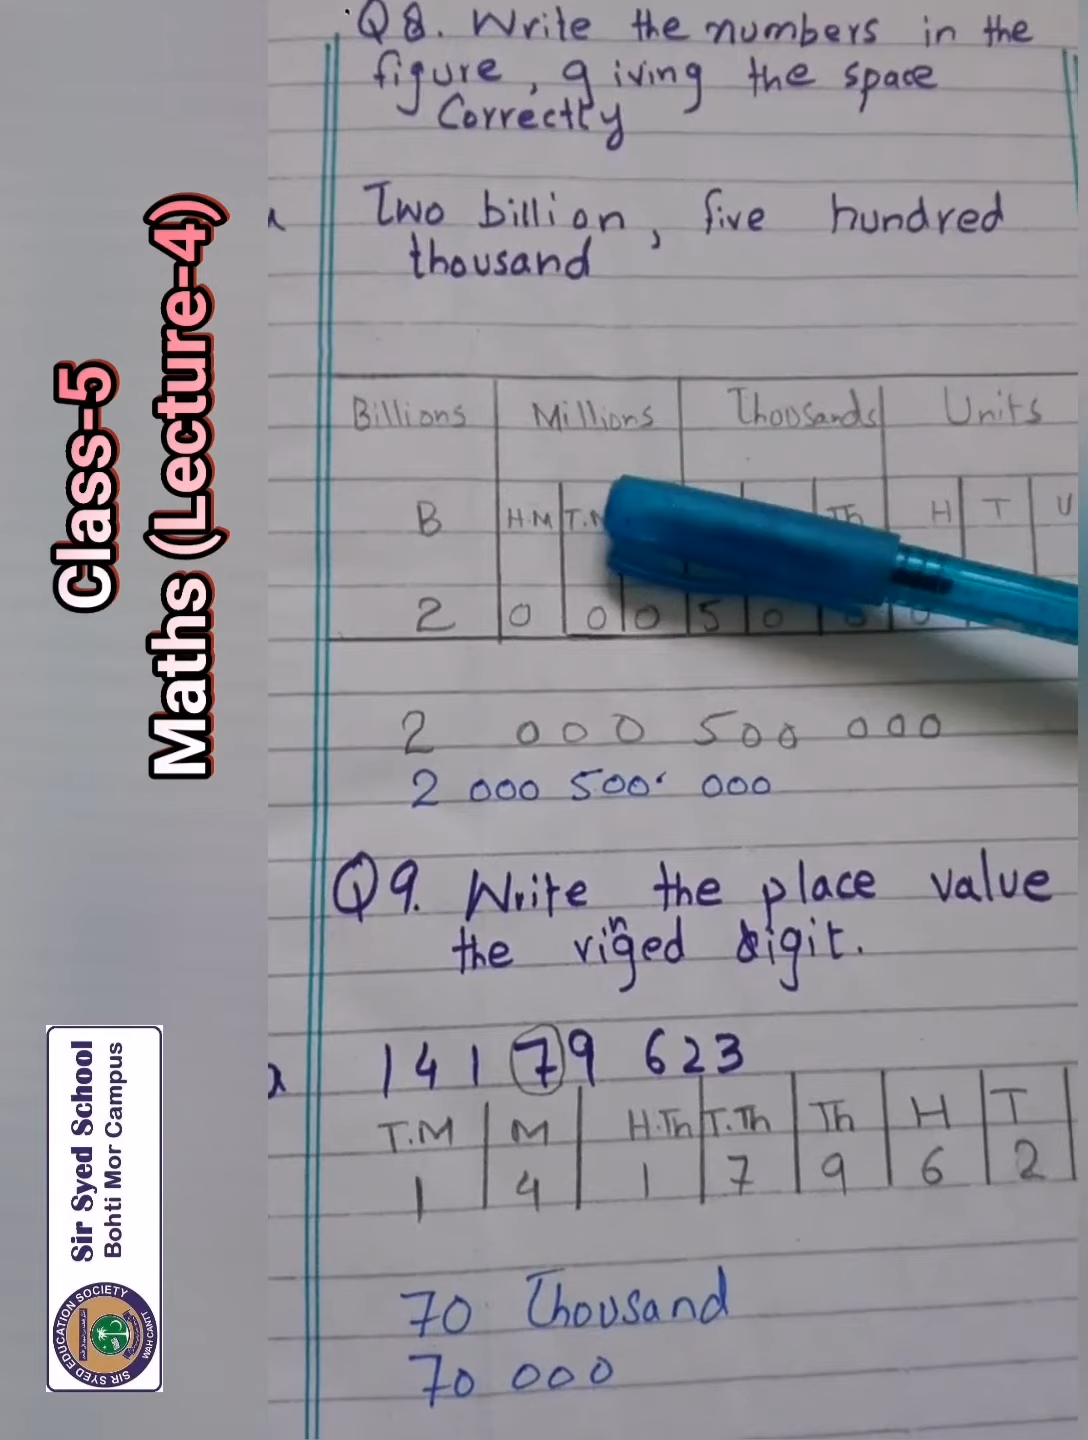 Class-5
Maths (Lecture-4)
Sir Syed School
Bohti Mor Campus
SIR SYED EDUCATION SOCIETY
WAH CANTT
Q8. Write the numbers in the
figure, giving the space
Correctly
Two billion, five hundred
thousand
Billions Millions Thousands Units
B H.M T.M Th H T U
2 0 0 0 5 0
2 000 500 000
2 000 500 000
Q9. Write the place value
the ringed digit.
141 79 623
T.M M H.Th T.Th Th H T
1 4 1 7 9 6 2
70 Thousand
70 000